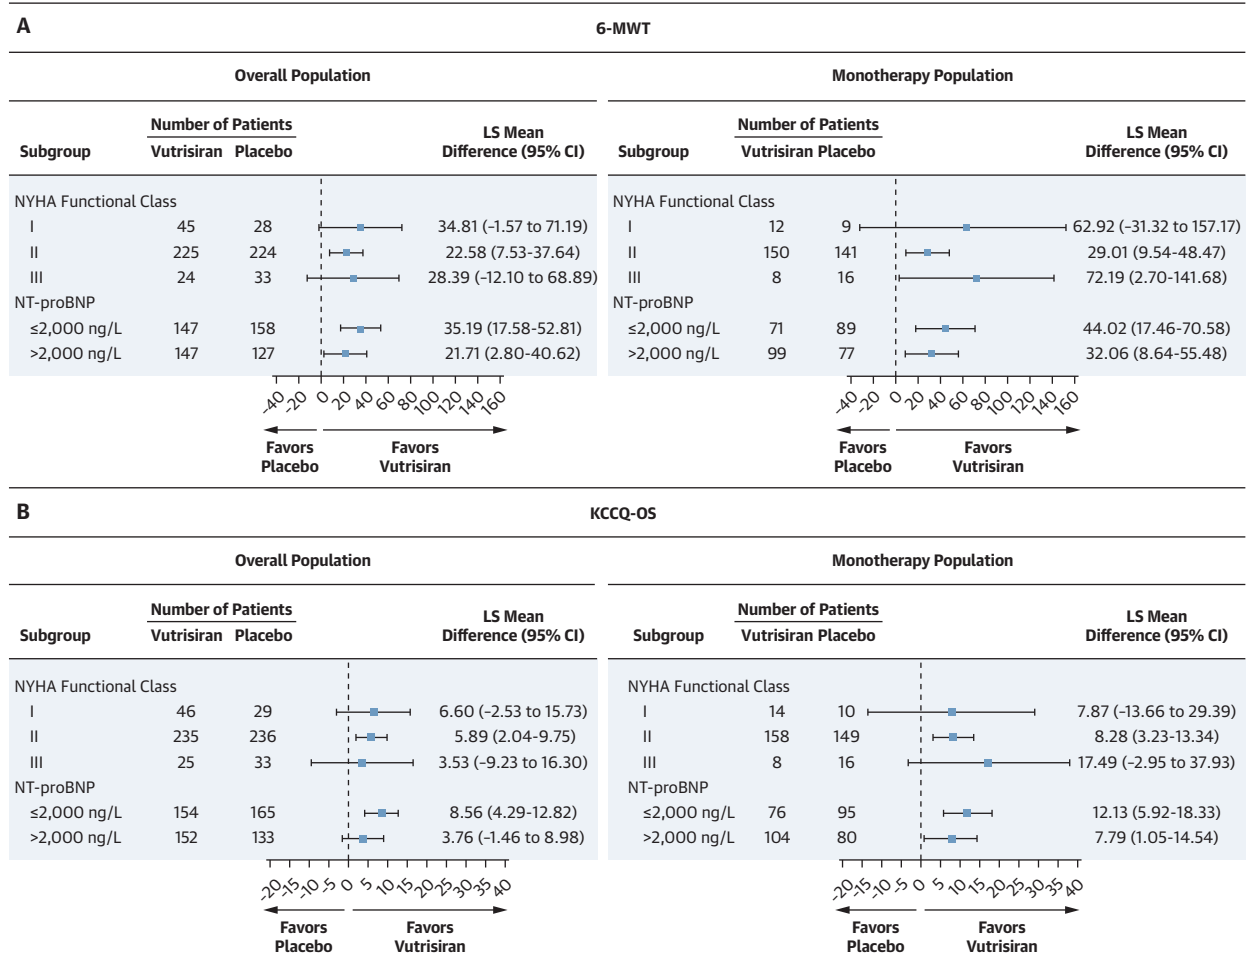 A
6-MWT
Overall Population
Number of Patients
LS Mean
Subgroup Vutrisiran Placebo Difference (95% CI)
NYHA Functional Class
I 45 28 34.81 (–1.57 to 71.19)
II 225 224 22.58 (7.53-37.64)
III 24 33 28.39 (–12.10 to 68.89)
NT-proBNP
≤2,000 ng/L 147 158 35.19 (17.58-52.81)
>2,000 ng/L 147 127 21.71 (2.80-40.62)
–40 –20 0 20 40 60 80 100 120 140 160
Favors Placebo
Favors Vutrisiran
Monotherapy Population
Number of Patients
LS Mean
Subgroup Vutrisiran Placebo Difference (95% CI)
NYHA Functional Class
I 12 9 62.92 (–31.32 to 157.17)
II 150 141 29.01 (9.54-48.47)
III 8 16 72.19 (2.70-141.68)
NT-proBNP
≤2,000 ng/L 71 89 44.02 (17.46-70.58)
>2,000 ng/L 99 77 32.06 (8.64-55.48)
–40 –20 0 20 40 60 80 100 120 140 160
Favors Placebo
Favors Vutrisiran
B
KCCQ-OS
Overall Population
Number of Patients
LS Mean
Subgroup Vutrisiran Placebo Difference (95% CI)
NYHA Functional Class
I 46 29 6.60 (–2.53 to 15.73)
II 235 236 5.89 (2.04-9.75)
III 25 33 3.53 (–9.23 to 16.30)
NT-proBNP
≤2,000 ng/L 154 165 8.56 (4.29-12.82)
>2,000 ng/L 152 133 3.76 (–1.46 to 8.98)
–20 –15 –10 –5 0 5 10 15 20 25 30 35 40
Favors Placebo
Favors Vutrisiran
Monotherapy Population
Number of Patients
LS Mean
Subgroup Vutrisiran Placebo Difference (95% CI)
NYHA Functional Class
I 14 10 7.87 (–13.66 to 29.39)
II 158 149 8.28 (3.23-13.34)
III 8 16 17.49 (–2.95 to 37.93)
NT-proBNP
≤2,000 ng/L 76 95 12.13 (5.92-18.33)
>2,000 ng/L 104 80 7.79 (1.05-14.54)
–20 –15 –10 –5 0 5 10 15 20 25 30 35 40
Favors Placebo
Favors Vutrisiran